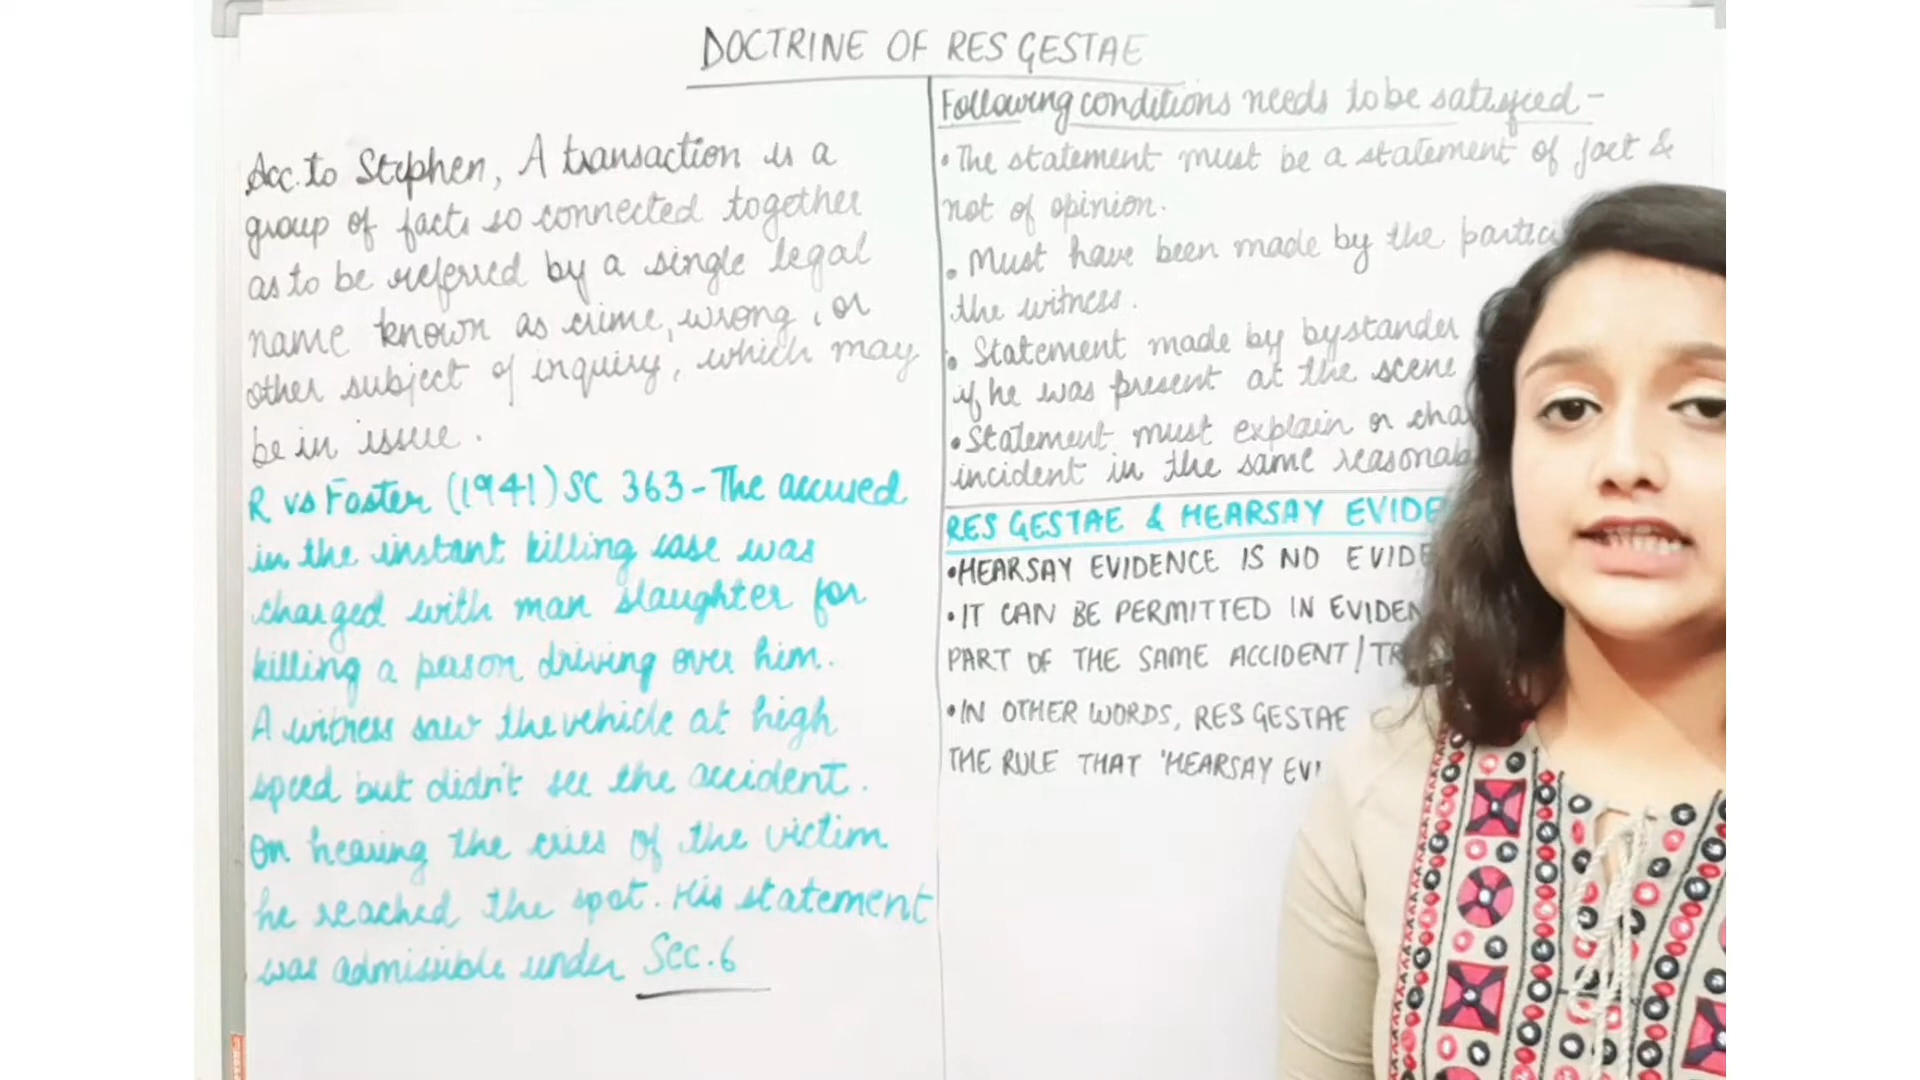 DOCTRINE OF RES GESTAE
Acc. to Stephen, A transaction is a
group of facts so connected together
as to be referred by a single legal
name known as crime, wrong, or
other subject of inquiry, which may
be in issue.
R vs Foster (1941) SC 363 - The accused
in the instant killing case was
charged with man slaughter for
killing a person driving over him.
A witness saw the vehicle at high
speed but didn't see the accident.
On hearing the cries of the victim
he reached the spot. His statement
was admissible under Sec. 6
Following conditions needs to be satisfied -
• The statement must be a statement of fact &
not of opinion.
• Must have been made by the
the witness.
• Statement made by bystander
if he was present at the scene
• Statement must explain or
incident in the same
RES GESTAE & HEARSAY
• HEARSAY EVIDENCE IS NO
• IT CAN BE PERMITTED IN
PART OF THE SAME ACCIDENT/
• IN OTHER WORDS, RES GESTAE
THE RULE THAT 'HEARSAY